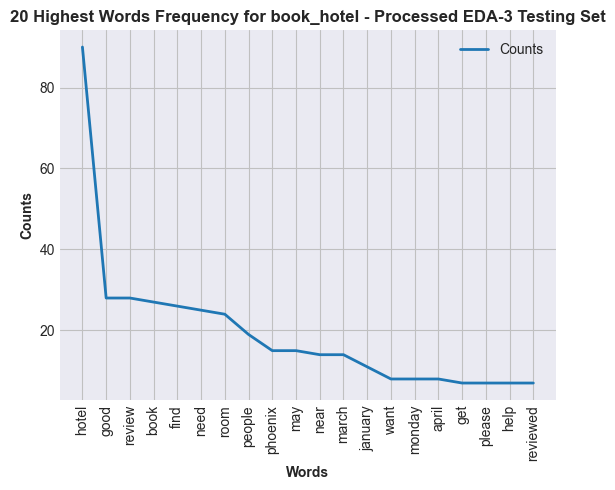 20 Highest Words Frequency for book_hotel - Processed EDA-3 Testing Set
Counts
80
60
40
20
Counts
hotel
good
review
book
find
need
room
people
phoenix
may
near
march
january
want
monday
april
get
please
help
reviewed
Words